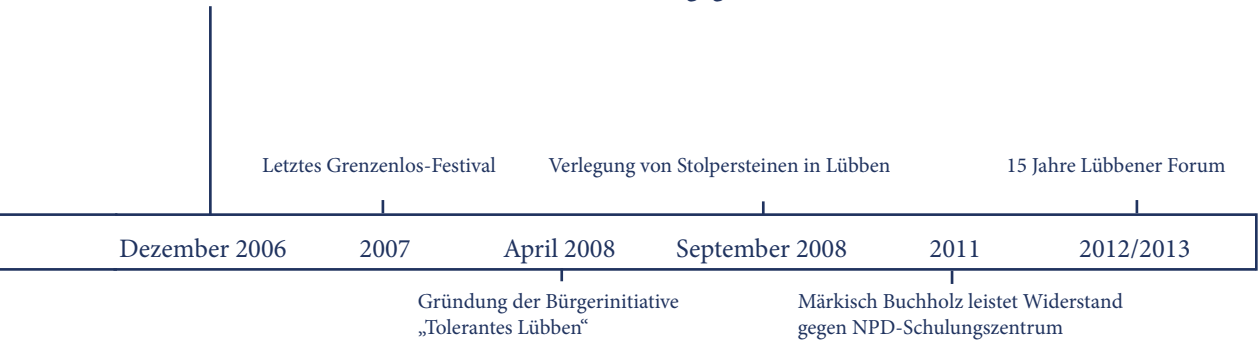 Letztes Grenzenlos-Festival
Verlegung von Stolpersteinen in Lübben
15 Jahre Lübbener Forum
Dezember 2006
2007
April 2008
September 2008
2011
2012/2013
Gründung der Bürgerinitiative
„Tolerantes Lübben“
Märkisch Buchholz leistet Widerstand
gegen NPD-Schulungszentrum